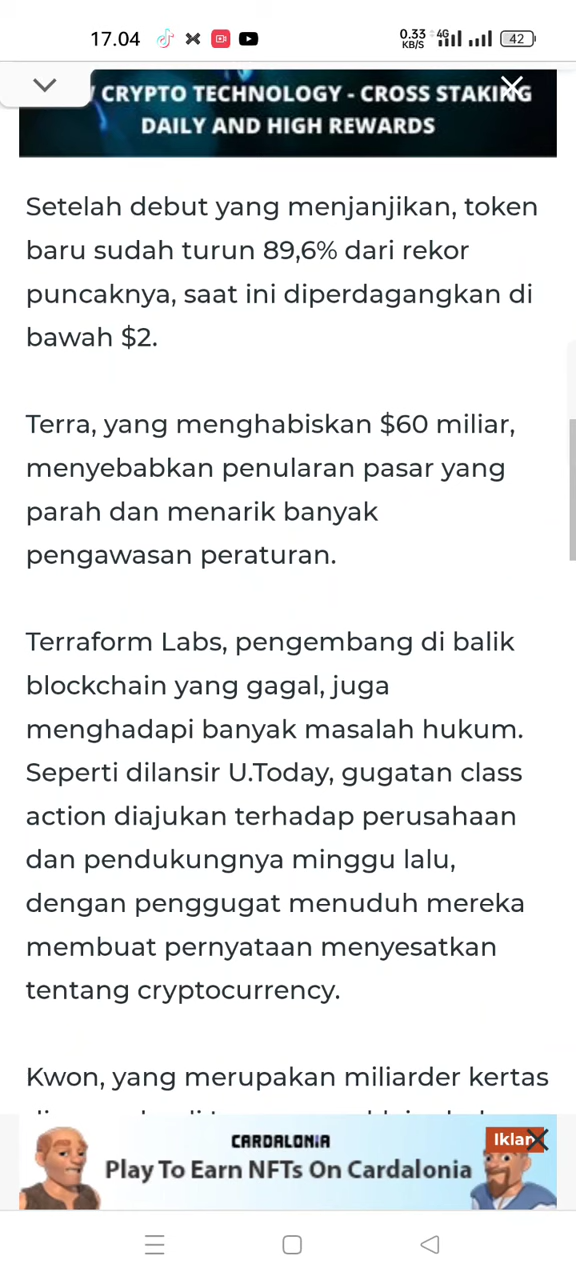 17.04
0.33 KB/S
4G
42
CRYPTO TECHNOLOGY - CROSS STAKING
DAILY AND HIGH REWARDS
Setelah debut yang menjanjikan, token
baru sudah turun 89,6% dari rekor
puncaknya, saat ini diperdagangkan di
bawah $2.
Terra, yang menghabiskan $60 miliar,
menyebabkan penularan pasar yang
parah dan menarik banyak
pengawasan peraturan.
Terraform Labs, pengembang di balik
blockchain yang gagal, juga
menghadapi banyak masalah hukum.
Seperti dilansir U.Today, gugatan class
action diajukan terhadap perusahaan
dan pendukungnya minggu lalu,
dengan penggugat menuduh mereka
membuat pernyataan menyesatkan
tentang cryptocurrency.
Kwon, yang merupakan miliarder kertas
CARDALONIA
Iklan
Play To Earn NFTs On Cardalonia